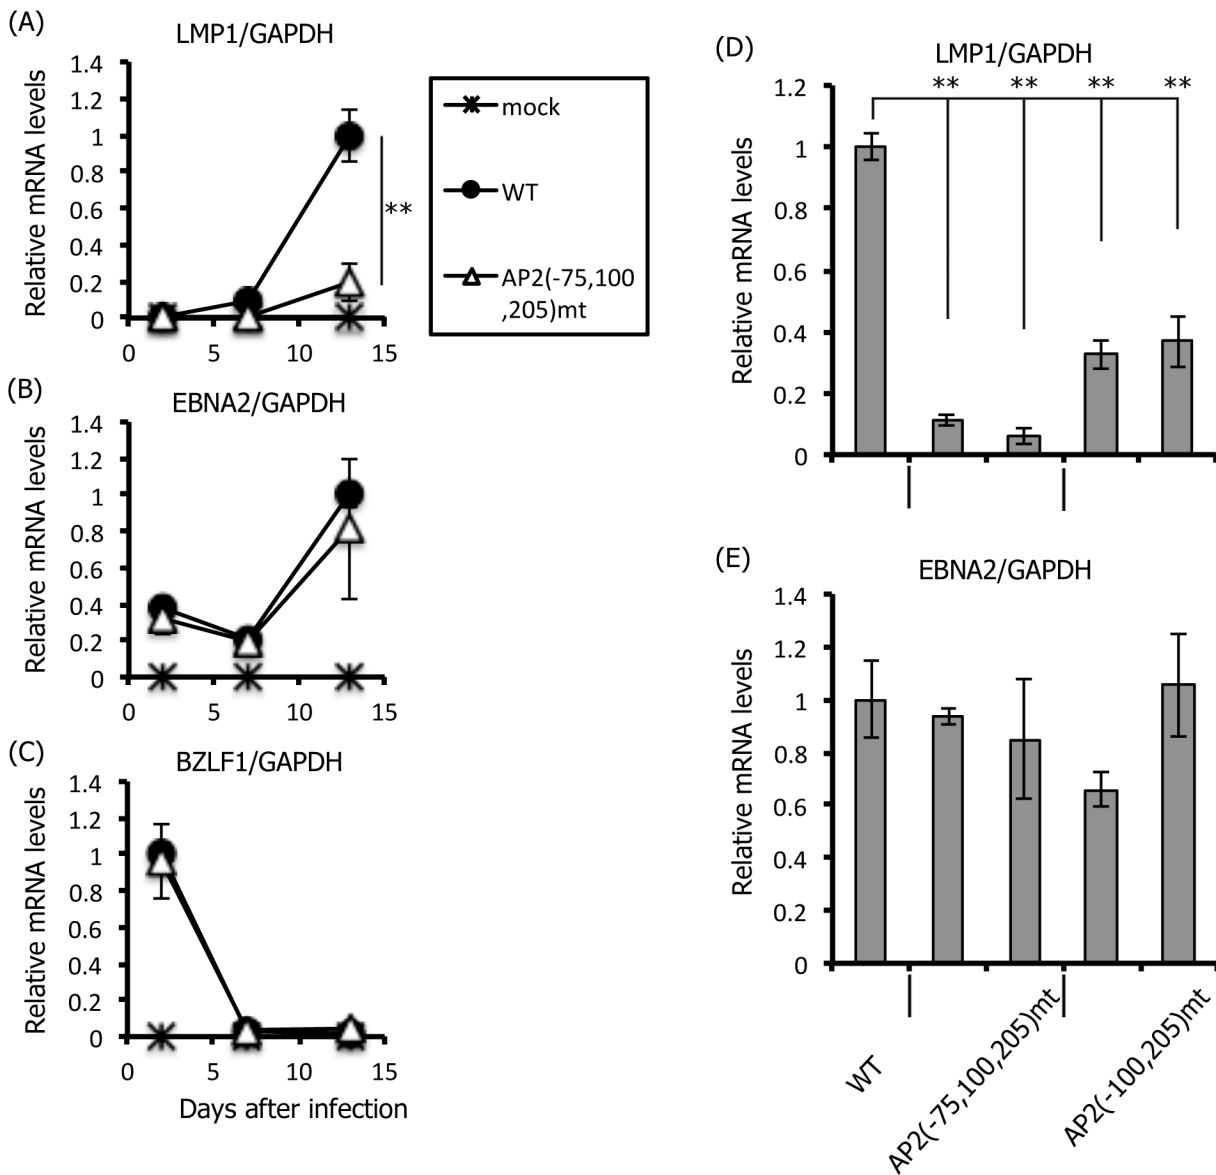 (A)
LMP1/GAPDH
Relative mRNA levels
1.4
1.2
1
0.8
0.6
0.4
0.2
0
0 5 10 15
**
mock
WT
AP2(-75,100
,205)mt
(B)
EBNA2/GAPDH
Relative mRNA levels
1.4
1.2
1
0.8
0.6
0.4
0.2
0
0 5 10 15
(C)
BZLF1/GAPDH
Relative mRNA levels
1.4
1.2
1
0.8
0.6
0.4
0.2
0
0 5 10 15
Days after infection
(D)
LMP1/GAPDH
Relative mRNA levels
1.2
1
0.8
0.6
0.4
0.2
0
** ** ** **
(E)
EBNA2/GAPDH
Relative mRNA levels
1.4
1.2
1
0.8
0.6
0.4
0.2
0
WT
AP2(-75,100,205)mt
AP2(-100,205)mt